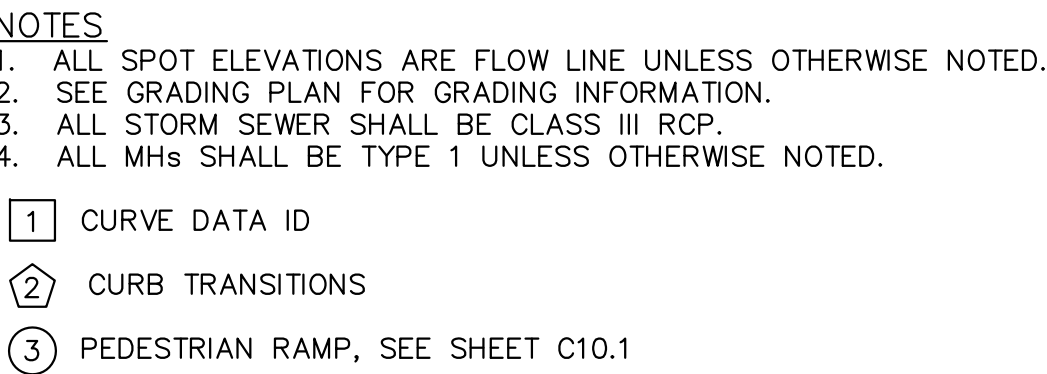 NOTES
1. ALL SPOT ELEVATIONS ARE FLOW LINE UNLESS OTHERWISE NOTED.
2. SEE GRADING PLAN FOR GRADING INFORMATION.
3. ALL STORM SEWER SHALL BE CLASS III RCP.
4. ALL MHs SHALL BE TYPE 1 UNLESS OTHERWISE NOTED.
1 CURVE DATA ID
2 CURB TRANSITIONS
3 PEDESTRIAN RAMP, SEE SHEET C10.1